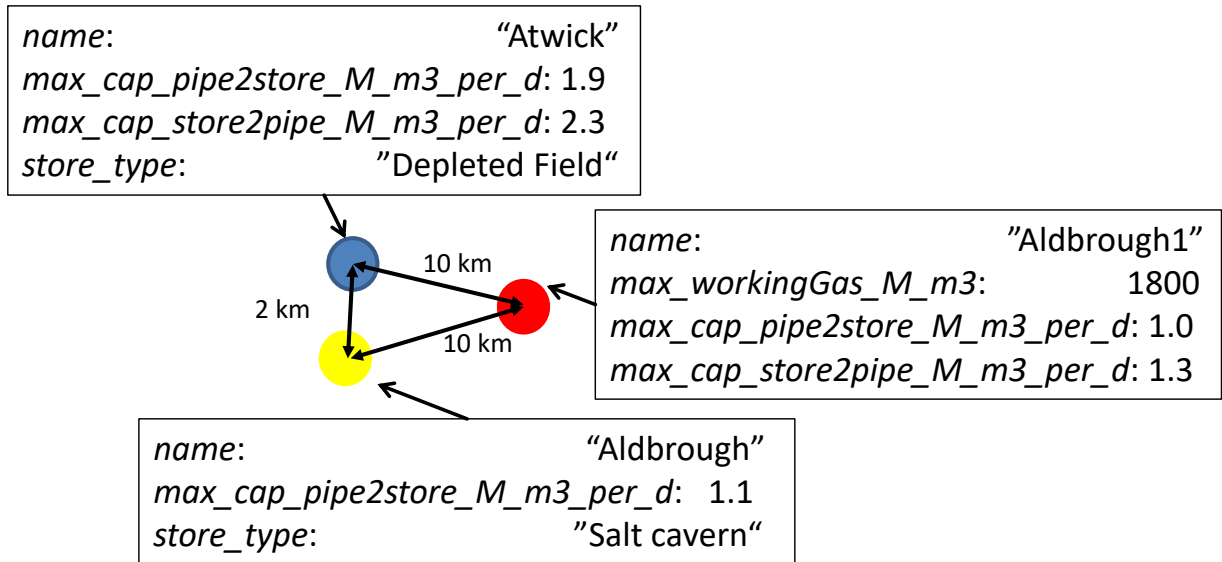 name: “Atwick”
max_cap_pipe2store_M_m3_per_d: 1.9
max_cap_store2pipe_M_m3_per_d: 2.3
store_type: ”Depleted Field“
10 km
2 km
10 km
name: ”Aldbrough1”
max_workingGas_M_m3: 1800
max_cap_pipe2store_M_m3_per_d: 1.0
max_cap_store2pipe_M_m3_per_d: 1.3
name: “Aldbrough”
max_cap_pipe2store_M_m3_per_d: 1.1
store_type: ”Salt cavern“